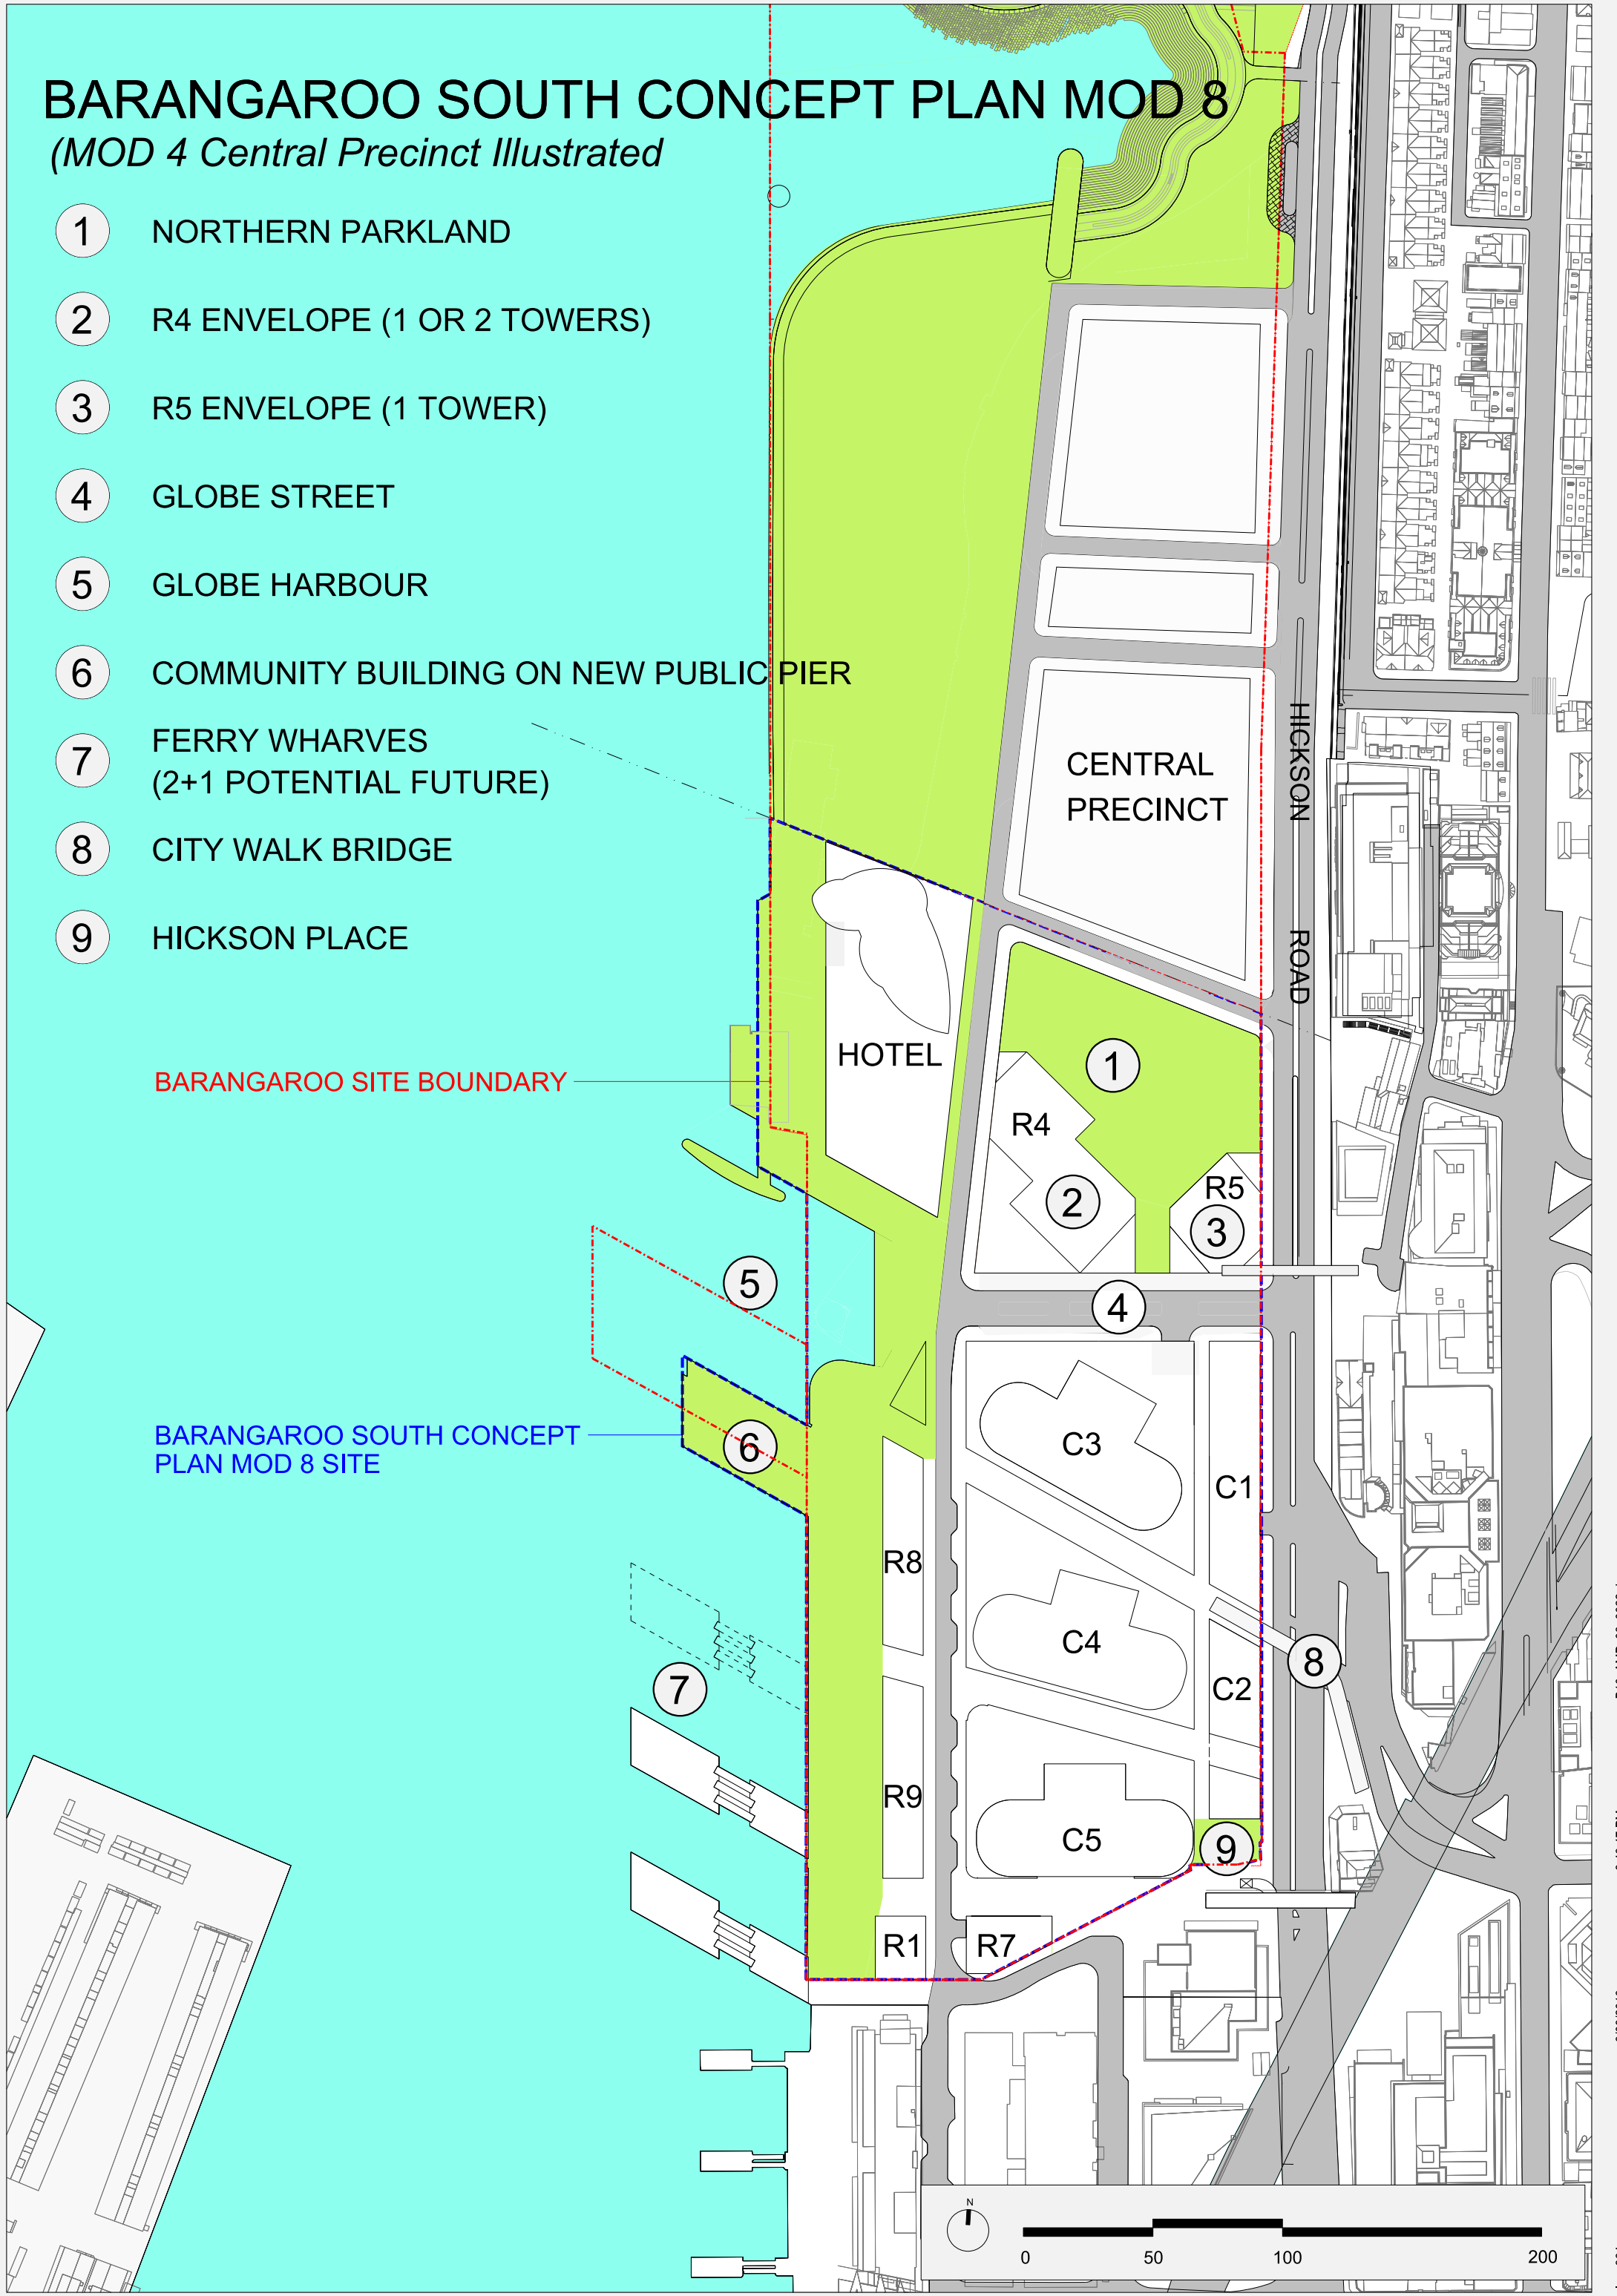 BARANGAROO SOUTH CONCEPT PLAN MOD 8
(MOD 4 Central Precinct Illustrated
1 NORTHERN PARKLAND
2 R4 ENVELOPE (1 OR 2 TOWERS)
3 R5 ENVELOPE (1 TOWER)
4 GLOBE STREET
5 GLOBE HARBOUR
6 COMMUNITY BUILDING ON NEW PUBLIC PIER
7 FERRY WHARVES
(2+1 POTENTIAL FUTURE)
8 CITY WALK BRIDGE
9 HICKSON PLACE
CENTRAL
PRECINCT
HICKSON ROAD
HOTEL
1
BARANGAROO SITE BOUNDARY
R4
R5
2
3
5
4
BARANGAROO SOUTH CONCEPT
PLAN MOD 8 SITE
6
C3
C1
R8
C4
8
C2
7
R9
C5
9
R1
R7
N
0
50
100
200